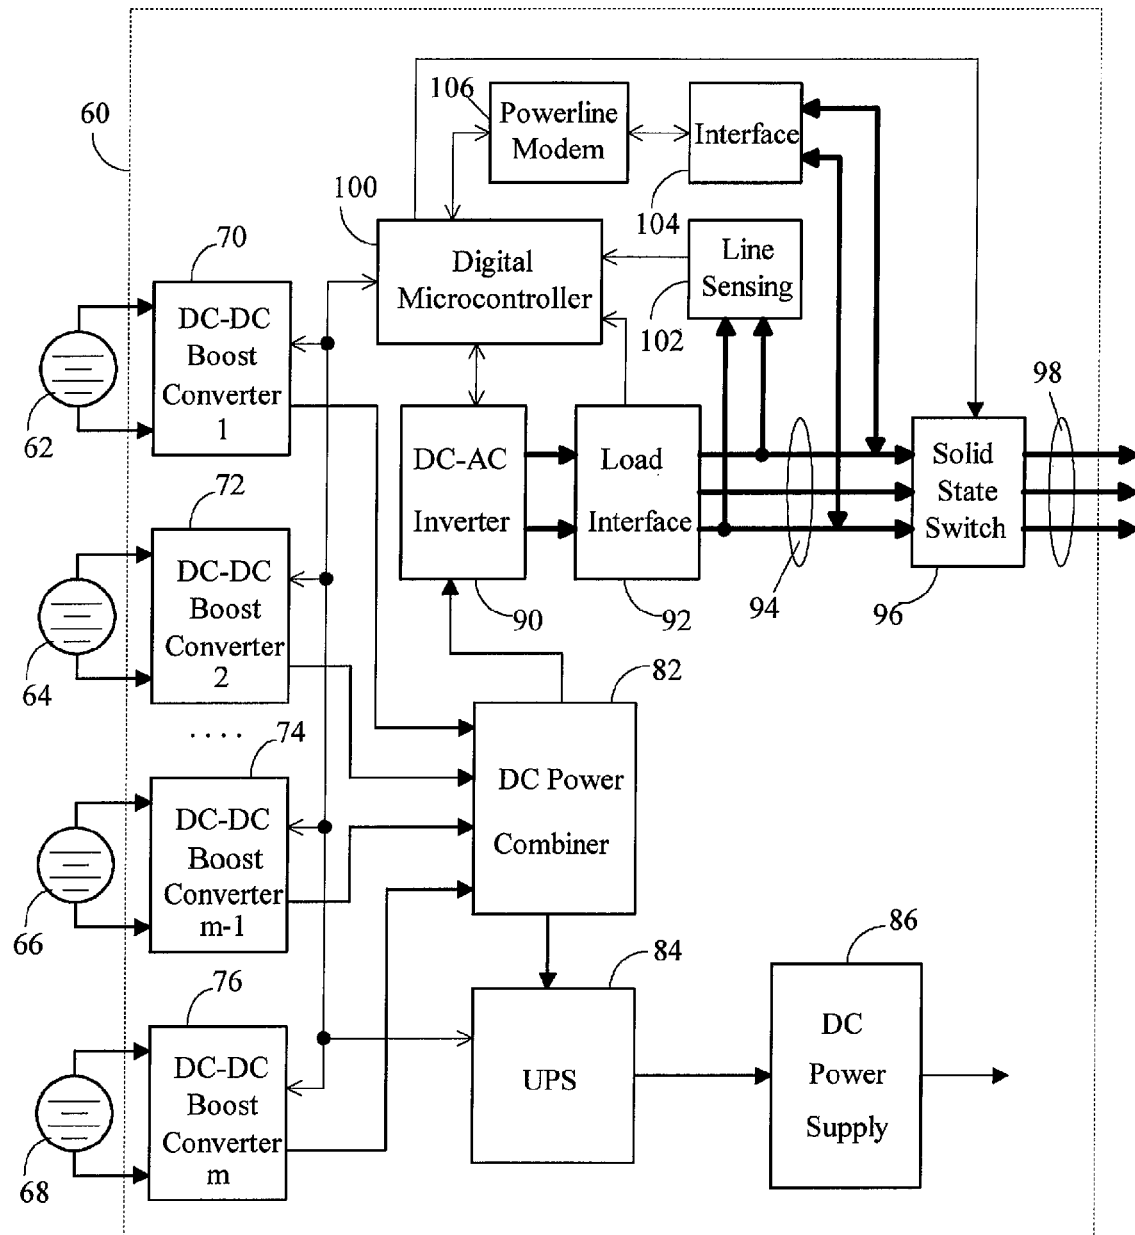 106
Powerline
Modem
Interface
60
100
104
70
Digital
Microcontroller
Line
Sensing
102
DC-DC
Boost
Converter
1
62
98
DC-AC
Inverter
Load
Interface
Solid
State
Switch
72
DC-DC
Boost
Converter
2
64
90
92
94
96
82
. . . .
74
DC Power
Combiner
DC-DC
Boost
Converter
m-1
66
84
86
76
DC-DC
Boost
Converter
m
68
UPS
DC
Power
Supply